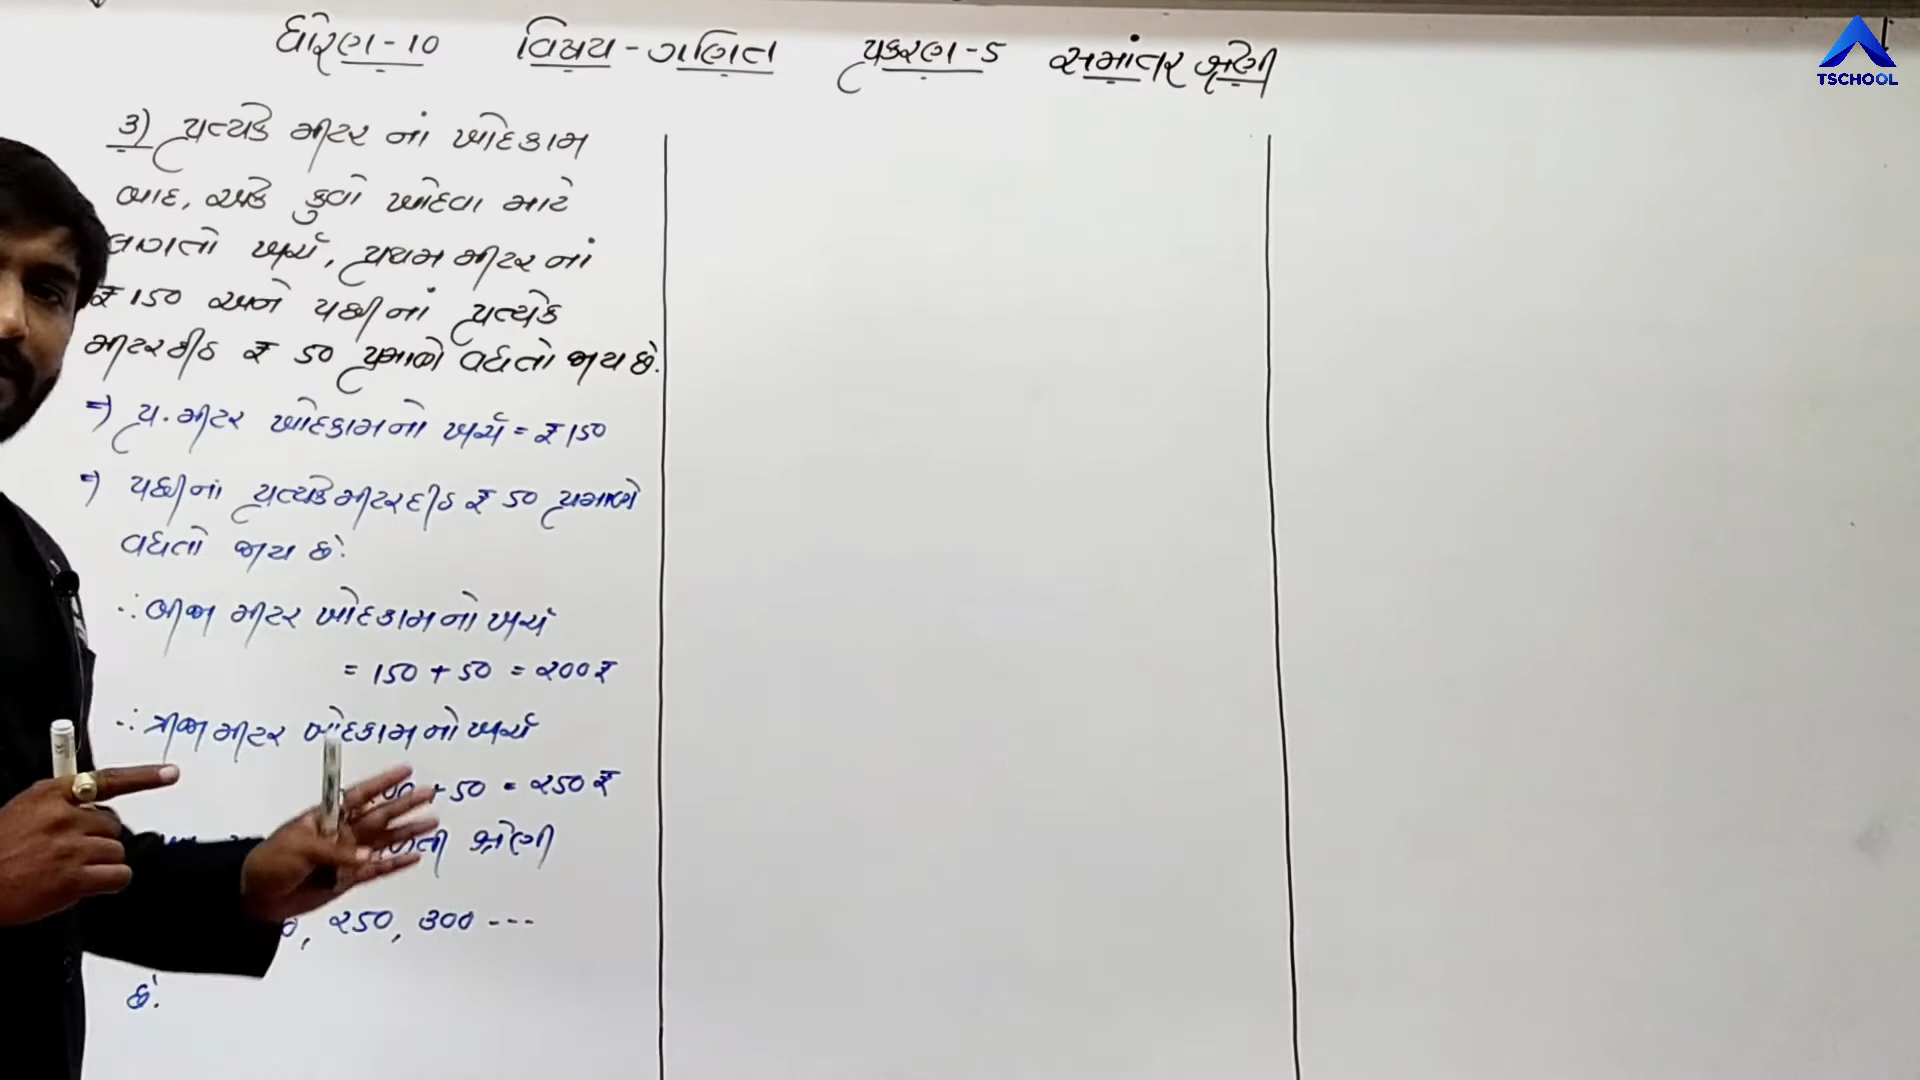 ધોરણ-10 વિષય-ગણિત પ્રકરણ-5 સમાંતર શ્રેણી
TSCHOOL
3) પ્રત્યેક મીટર નાં ખોદકામ
બાદ, એક કુવો ખોદવા માટે
લાગતો ખર્ચ, પ્રથમ મીટર નાં
₹ 150 અને પછી નાં પ્રત્યેક
મીટરદીઠ ₹ 50 પ્રમાણે વધતો જાય છે.
⇒ પ્ર. મીટર ખોદકામનો ખર્ચ = ₹ 150
⇒ પછીનાં પ્રત્યેક મીટરદીઠ ₹ 50 પ્રમાણે
વધતો જાય છે.
∴ બીજા મીટર ખોદકામનો ખર્ચ
= 150 + 50 = 200 ₹
∴ ત્રીજા મીટર ખોદકામનો ખર્ચ
+ 50 = 250 ₹
શ્રેણી
, 250, 300 ---
છે.